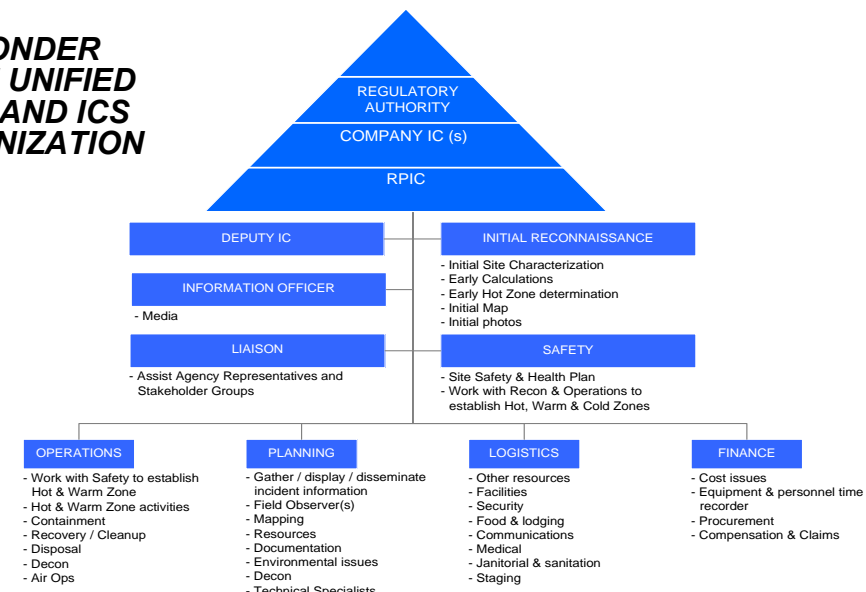 ONDER
UNIFIED
AND ICS
NIZATION
REGULATORY
AUTHORITY
COMPANY IC (s)
RPIC
DEPUTY IC
INITIAL RECONNAISSANCE
- Initial Site Characterization
- Early Calculations
- Early Hot Zone determination
- Initial Map
- Initial photos
INFORMATION OFFICER
- Media
LIAISON
- Assist Agency Representatives and
Stakeholder Groups
SAFETY
- Site Safety & Health Plan
- Work with Recon & Operations to
establish Hot, Warm & Cold Zones
OPERATIONS
- Work with Safety to establish
Hot & Warm Zone
- Hot & Warm Zone activities
- Containment
- Recovery / Cleanup
- Disposal
- Decon
- Air Ops
PLANNING
- Gather / display / disseminate
incident information
- Field Observer(s)
- Mapping
- Resources
- Documentation
- Environmental issues
- Decon
- Technical Specialists
LOGISTICS
- Other resources
- Facilities
- Security
- Food & lodging
- Communications
- Medical
- Janitorial & sanitation
- Staging
FINANCE
- Cost issues
- Equipment & personnel time
recorder
- Procurement
- Compensation & Claims